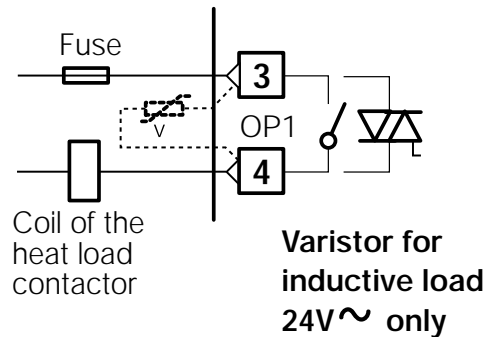 Fuse
3
V
OP1
4
Coil of the
heat load
contactor
Varistor for
inductive load
24V∼ only